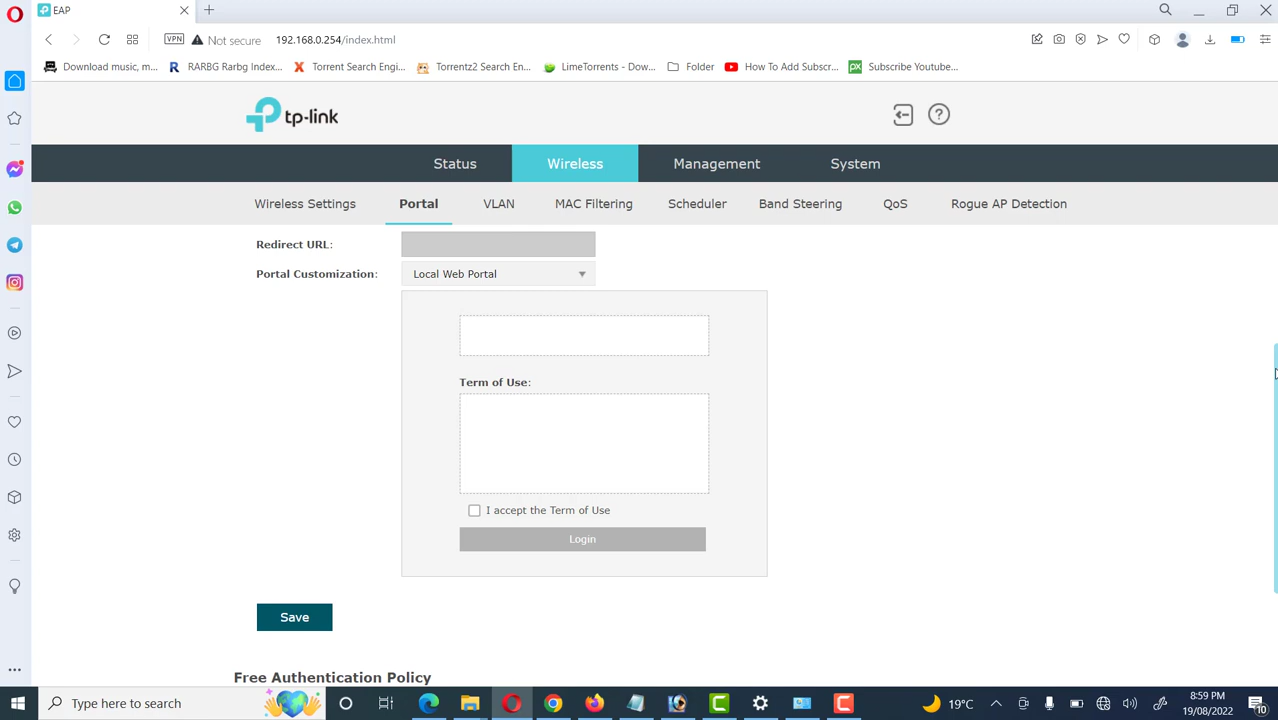 EAP
VPN
Not secure
192.168.0.254/index.html
Download music, m...
R
RARBG Rarbg Index...
X
Torrent Search Engi...
Torrentz2 Search En...
LimeTorrents - Dow...
Folder
How To Add Subscr...
px
Subscribe Youtube...
tp-link
?
Status
Wireless
Management
System
Wireless Settings
Portal
VLAN
MAC Filtering
Scheduler
Band Steering
QoS
Rogue AP Detection
Redirect URL:
Portal Customization:
Local Web Portal
Term of Use:
I accept the Term of Use
Login
Save
Free Authentication Policy
Type here to search
19°C
8:59 PM
19/08/2022
10